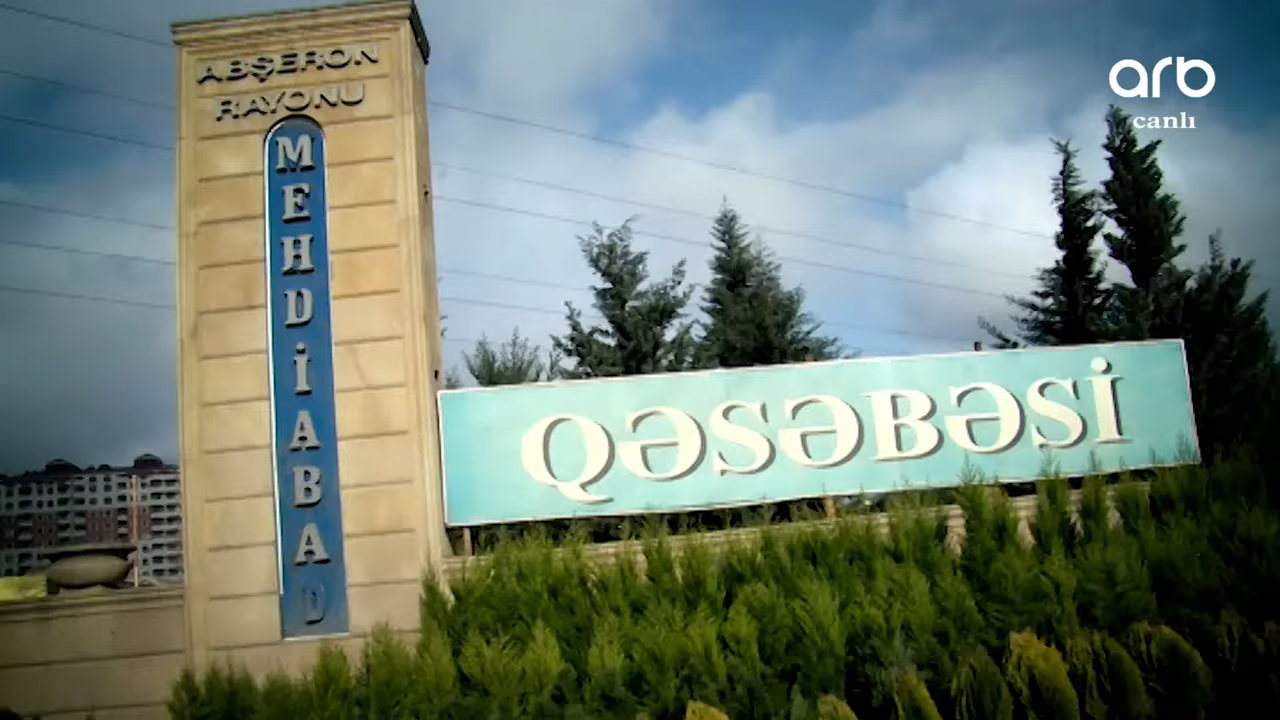 ABŞERON
RAYONU
MEHDİABAD
QƏSƏBƏSİ
arb
canlı